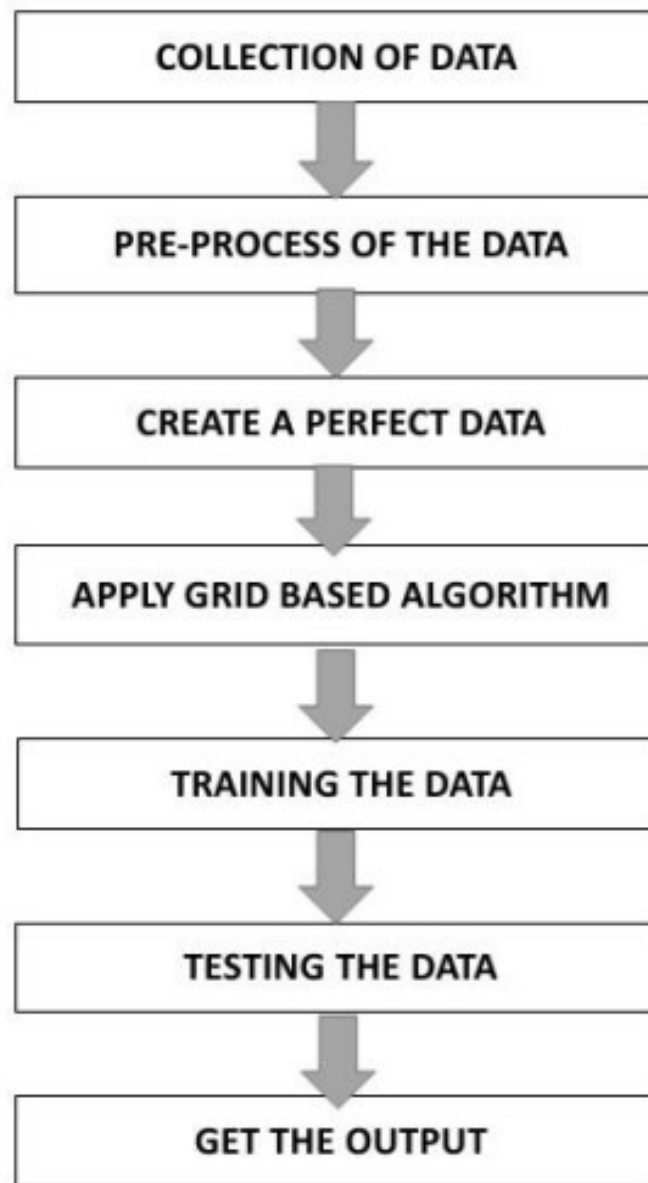 COLLECTION OF DATA
PRE-PROCESS OF THE DATA
CREATE A PERFECT DATA
APPLY GRID BASED ALGORITHM
TRAINING THE DATA
TESTING THE DATA
GET THE OUTPUT